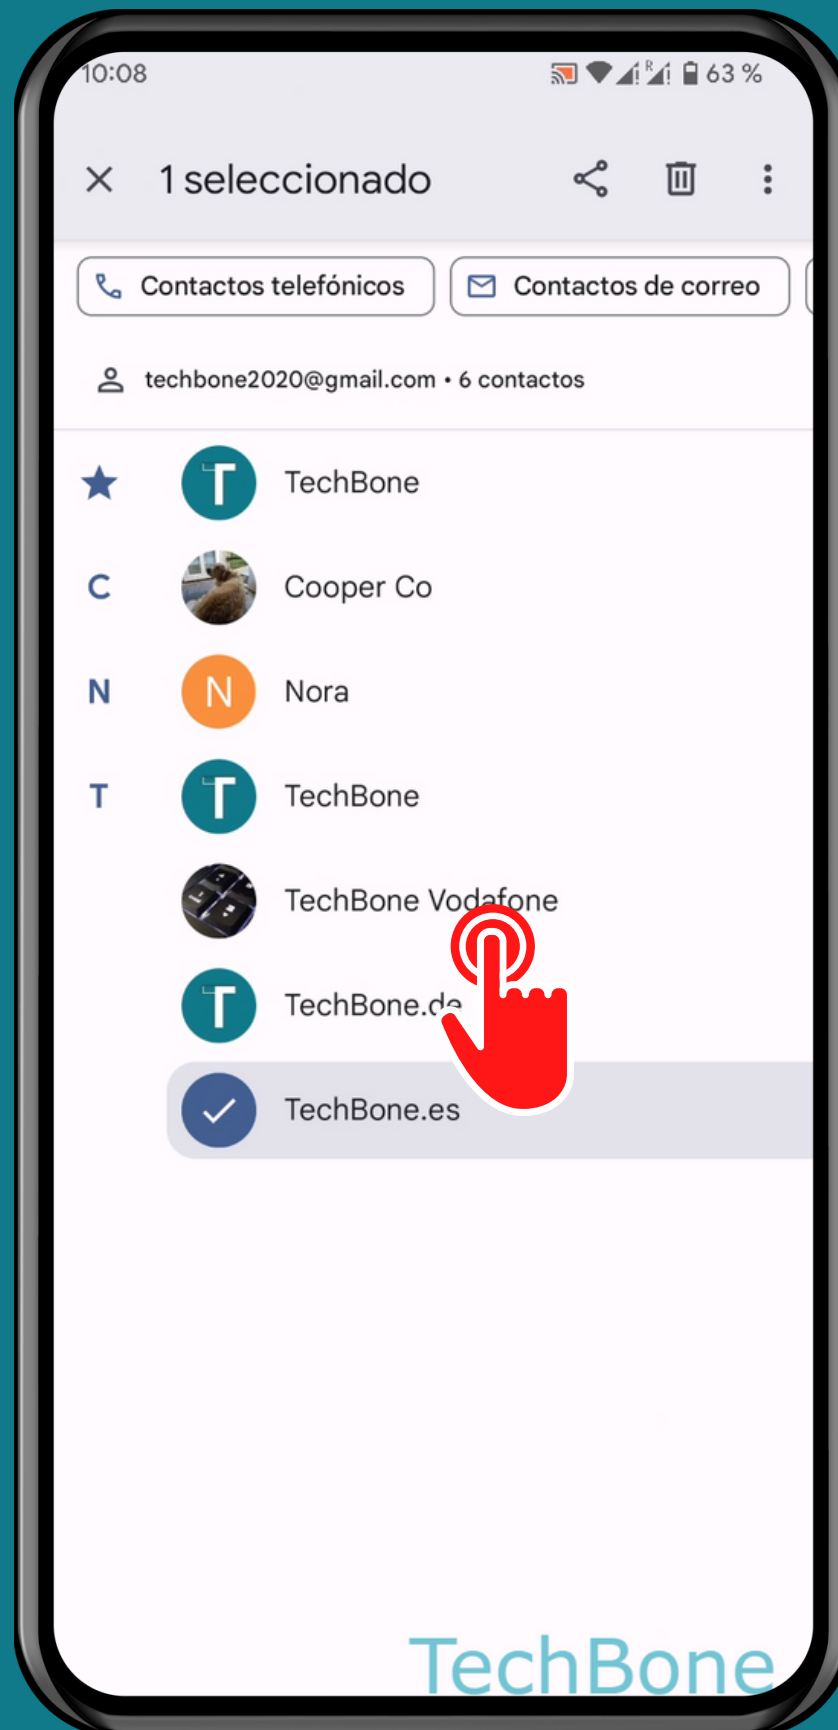 10:08 R 63 %
1 seleccionado
Contactos telefónicos Contactos de correo
techbone2020@gmail.com • 6 contactos
T TechBone
C Cooper Co
N N Nora
T T TechBone
TechBone Vodafone
T TechBone.de
TechBone.es
TechBone